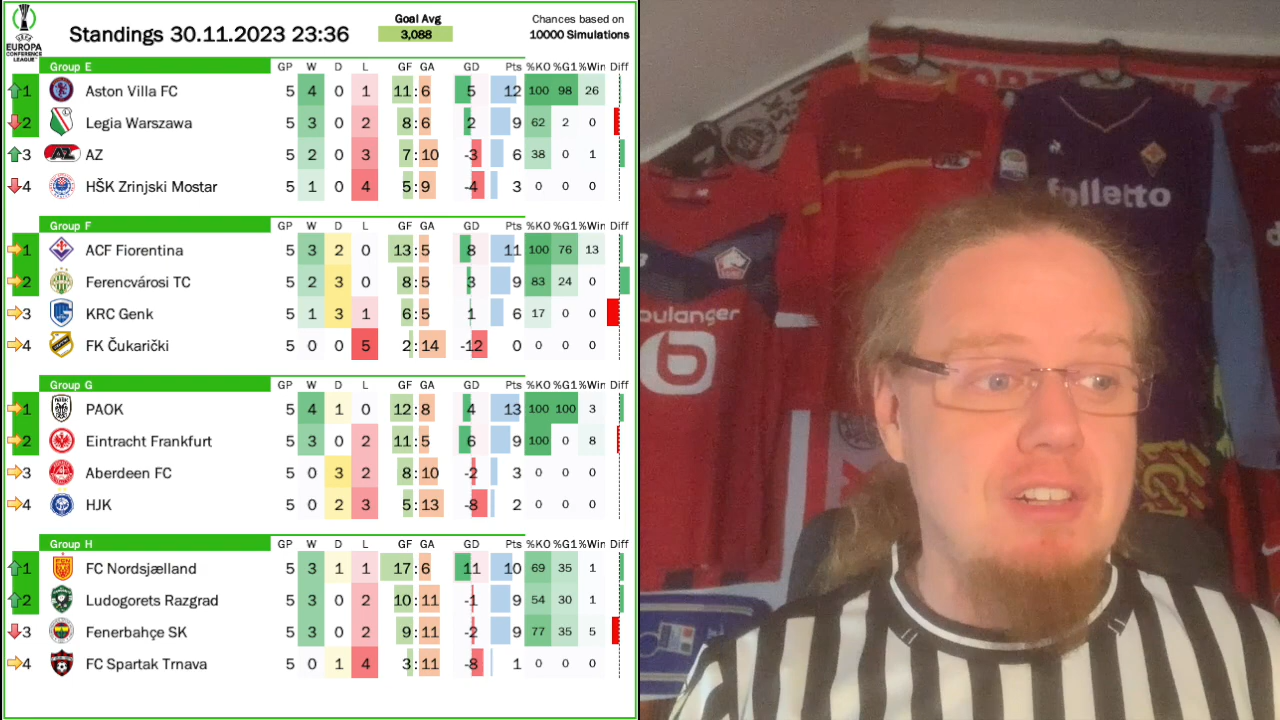 UEFA
EUROPA
CONFERENCE
LEAGUE
Standings 30.11.2023 23:36
Goal Avg
3,088
Chances based on
10000 Simulations
Group E GP W D L GF GA GD Pts %KO %G1 %Win Diff
1 Aston Villa FC 5 4 0 1 11:6 5 12 100 98 26
2 Legia Warszawa 5 3 0 2 8:6 2 9 62 2 0
3 AZ AZ 5 2 0 3 7:10 -3 6 38 0 1
4 HŠK Zrinjski Mostar 5 1 0 4 5:9 -4 3 0 0 0
Group F GP W D L GF GA GD Pts %KO %G1 %Win Diff
1 ACF Fiorentina 5 3 2 0 13:5 8 11 100 76 13
2 Ferencvárosi TC 5 2 3 0 8:5 3 9 83 24 0
3 KRC Genk 5 1 3 1 6:5 1 6 17 0 0
4 FK Čukarički 5 0 0 5 2:14 -12 0 0 0 0
Group G GP W D L GF GA GD Pts %KO %G1 %Win Diff
1 PAOK 5 4 1 0 12:8 4 13 100 100 3
2 Eintracht Frankfurt 5 3 0 2 11:5 6 9 100 0 8
3 Aberdeen FC 5 0 3 2 8:10 -2 3 0 0 0
4 HJK 5 0 2 3 5:13 -8 2 0 0 0
Group H GP W D L GF GA GD Pts %KO %G1 %Win Diff
1 FC Nordsjælland 5 3 1 1 17:6 11 10 69 35 1
2 Ludogorets Razgrad 5 3 0 2 10:11 -1 9 54 30 1
3 Fenerbahçe SK 5 3 0 2 9:11 -2 9 77 35 5
4 FC Spartak Trnava 5 0 1 4 3:11 -8 1 0 0 0
folletto
boulanger